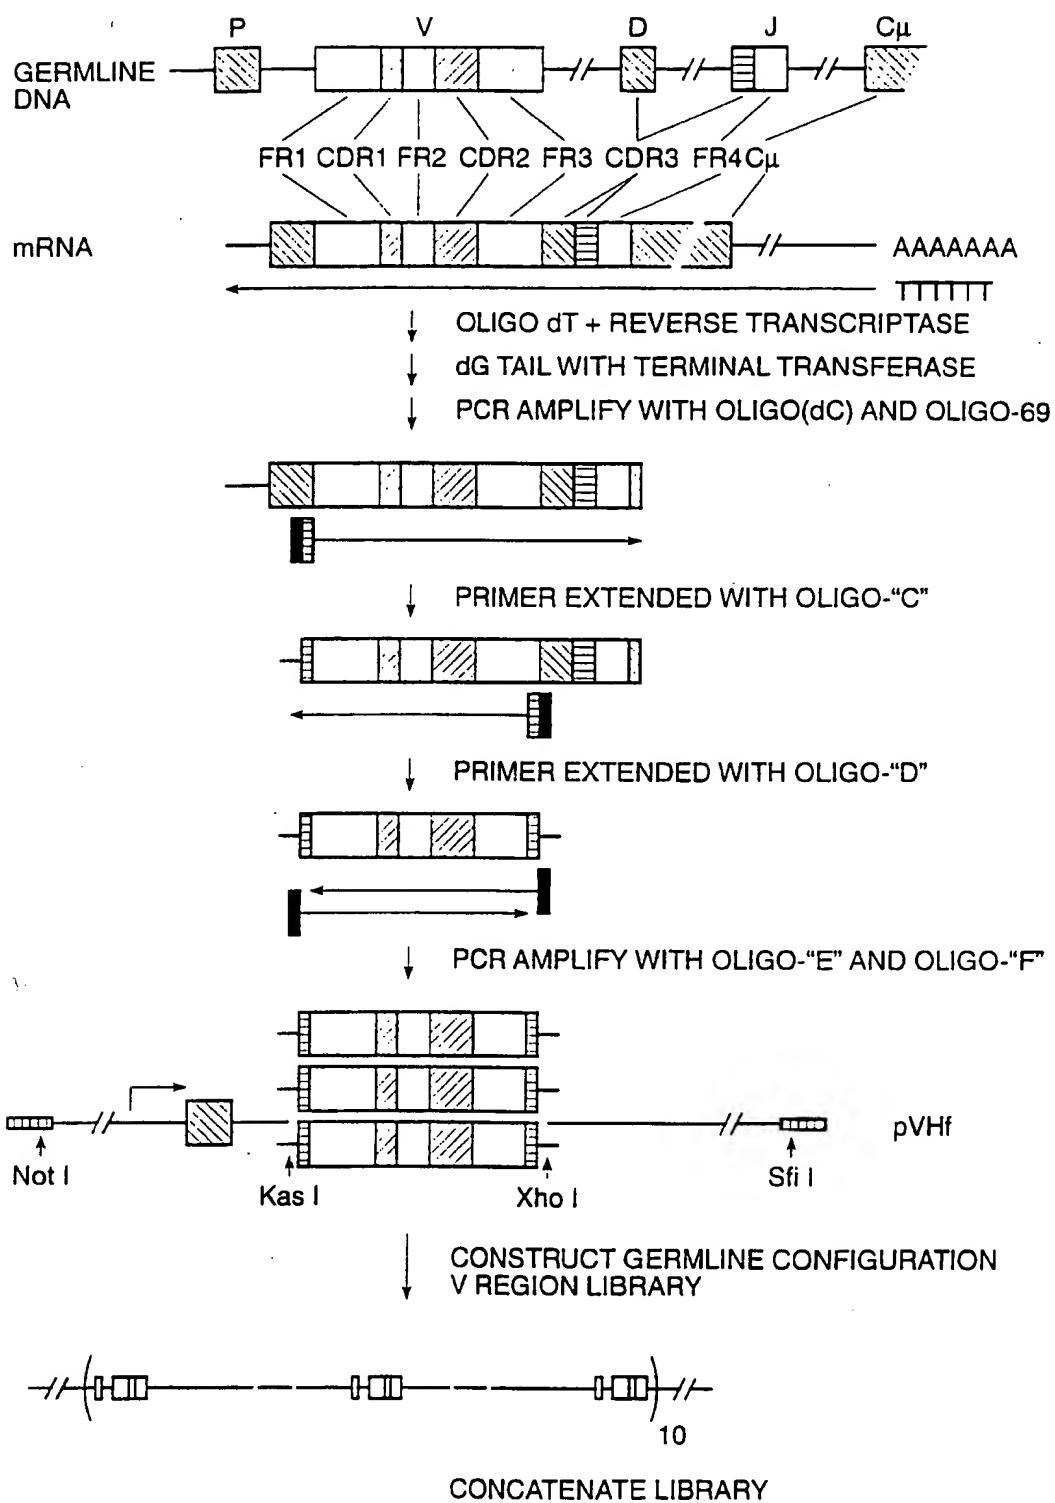 P V D J Cμ
GERMLINE
DNA
FR1 CDR1 FR2 CDR2 FR3 CDR3 FR4 Cμ
mRNA AAAAAAA
TTTTTT
OLIGO dT + REVERSE TRANSCRIPTASE
dG TAIL WITH TERMINAL TRANSFERASE
PCR AMPLIFY WITH OLIGO(dC) AND OLIGO-69
PRIMER EXTENDED WITH OLIGO-“C”
PRIMER EXTENDED WITH OLIGO-“D”
PCR AMPLIFY WITH OLIGO-“E” AND OLIGO-“F”
pVHf
Not I Kas I Xho I Sfi I
CONSTRUCT GERMLINE CONFIGURATION
V REGION LIBRARY
10
CONCATENATE LIBRARY